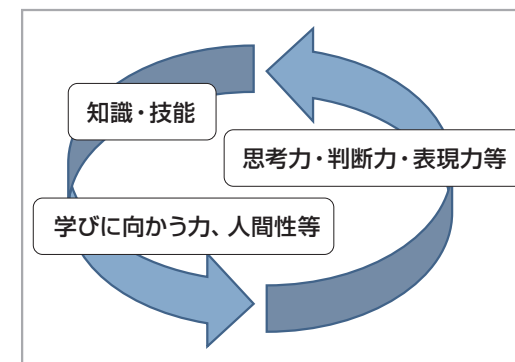 知識・技能
思考力・判断力・表現力等
学びに向かう力、人間性等